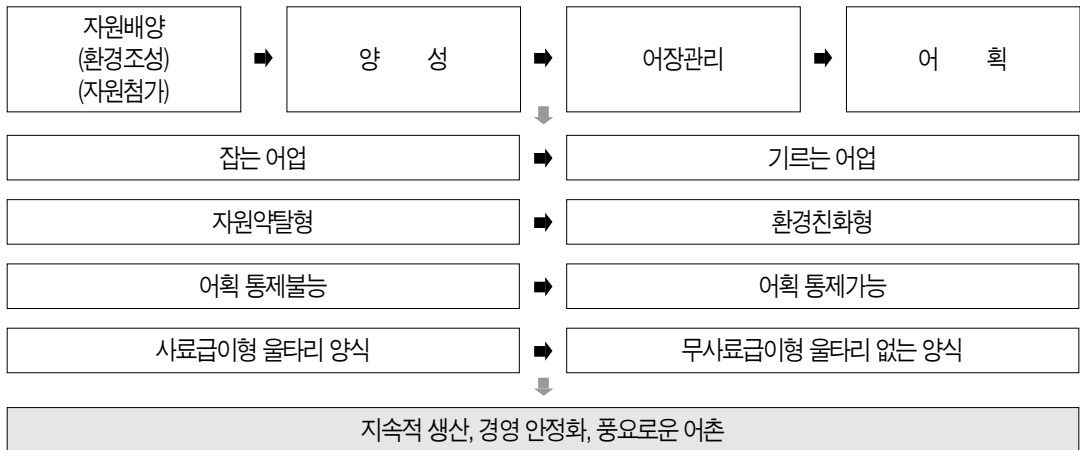 자원배양
(환경조성)
(자원첨가)
양 성
어장관리
어 획
잡는 어업
기르는 어업
자원약탈형
환경친화형
어획 통제불능
어획 통제가능
사료급이형 울타리 양식
무사료급이형 울타리 없는 양식
지속적 생산, 경영 안정화, 풍요로운 어촌